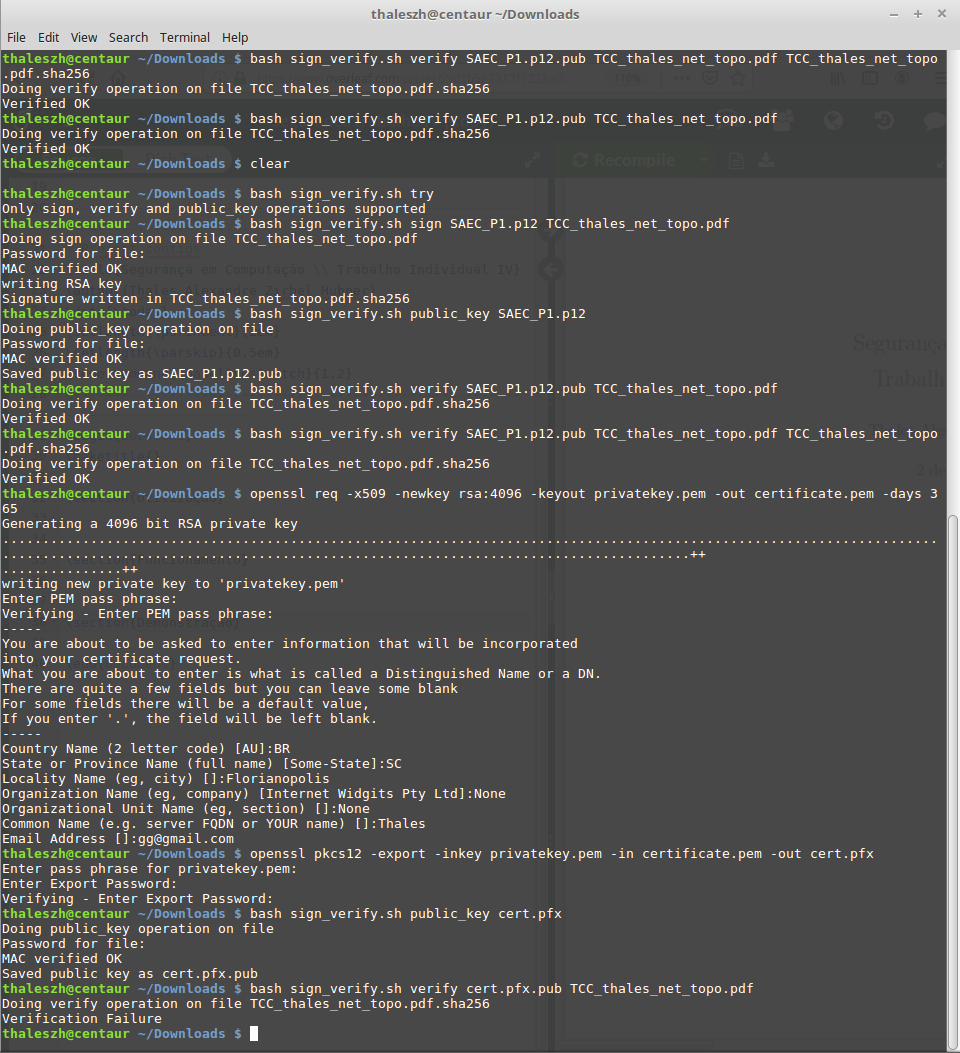 thaleszh@centaur ~/Downloads
File Edit View Search Terminal Help
thaleszh@centaur ~/Downloads $ bash sign_verify.sh verify SAEC_P1.p12.pub TCC_thales_net_topo.pdf TCC_thales_net_topo
.pdf.sha256
Doing verify operation on file TCC_thales_net_topo.pdf.sha256
Verified OK
thaleszh@centaur ~/Downloads $ bash sign_verify.sh verify SAEC_P1.p12.pub TCC_thales_net_topo.pdf
Doing verify operation on file TCC_thales_net_topo.pdf.sha256
Verified OK
thaleszh@centaur ~/Downloads $ clear
Recompile
thaleszh@centaur ~/Downloads $ bash sign_verify.sh try
Only sign, verify and public_key operations supported
thaleszh@centaur ~/Downloads $ bash sign_verify.sh sign SAEC_P1.p12 TCC_thales_net_topo.pdf
Doing sign operation on file TCC_thales_net_topo.pdf
Password for file:
MAC verified OK
Segurança em Computação \\ Trabalho Individual IV}
writing RSA key
Signature written in TCC_thales_net_topo.pdf.sha256
thaleszh@centaur ~/Downloads $ bash sign_verify.sh public_key SAEC_P1.p12
Doing public_key operation on file
Password for file:
Segurança
{\parskip}{0.5em}
MAC verified OK
Saved public key as SAEC_P1.p12.pub
Trabalh
thaleszh@centaur ~/Downloads $ bash sign_verify.sh verify SAEC_P1.p12.pub TCC_thales_net_topo.pdf
Doing verify operation on file TCC_thales_net_topo.pdf.sha256
Verified OK
thaleszh@centaur ~/Downloads $ bash sign_verify.sh verify SAEC_P1.p12.pub TCC_thales_net_topo.pdf TCC_thales_net_topo
.pdf.sha256
Doing verify operation on file TCC_thales_net_topo.pdf.sha256
2 de
Verified OK
thaleszh@centaur ~/Downloads $ openssl req -x509 -newkey rsa:4096 -keyout privatekey.pem -out certificate.pem -days 3
65
Generating a 4096 bit RSA private key
.....................................................................................................................
......................................................................................++
\section{Funcionamento}
...............++
writing new private key to 'privatekey.pem'
Enter PEM pass phrase:
Verifying - Enter PEM pass phrase:
\section{Demonstração}
-----
You are about to be asked to enter information that will be incorporated
into your certificate request.
What you are about to enter is what is called a Distinguished Name or a DN.
There are quite a few fields but you can leave some blank
For some fields there will be a default value,
If you enter '.', the field will be left blank.
-----
Country Name (2 letter code) [AU]:BR
State or Province Name (full name) [Some-State]:SC
Locality Name (eg, city) []:Florianopolis
Organization Name (eg, company) [Internet Widgits Pty Ltd]:None
Organizational Unit Name (eg, section) []:None
Common Name (e.g. server FQDN or YOUR name) []:Thales
Email Address []:gg@gmail.com
thaleszh@centaur ~/Downloads $ openssl pkcs12 -export -inkey privatekey.pem -in certificate.pem -out cert.pfx
Enter pass phrase for privatekey.pem:
Enter Export Password:
Verifying - Enter Export Password:
thaleszh@centaur ~/Downloads $ bash sign_verify.sh public_key cert.pfx
Doing public_key operation on file
Password for file:
MAC verified OK
Saved public key as cert.pfx.pub
thaleszh@centaur ~/Downloads $ bash sign_verify.sh verify cert.pfx.pub TCC_thales_net_topo.pdf
Doing verify operation on file TCC_thales_net_topo.pdf.sha256
Verification Failure
thaleszh@centaur ~/Downloads $